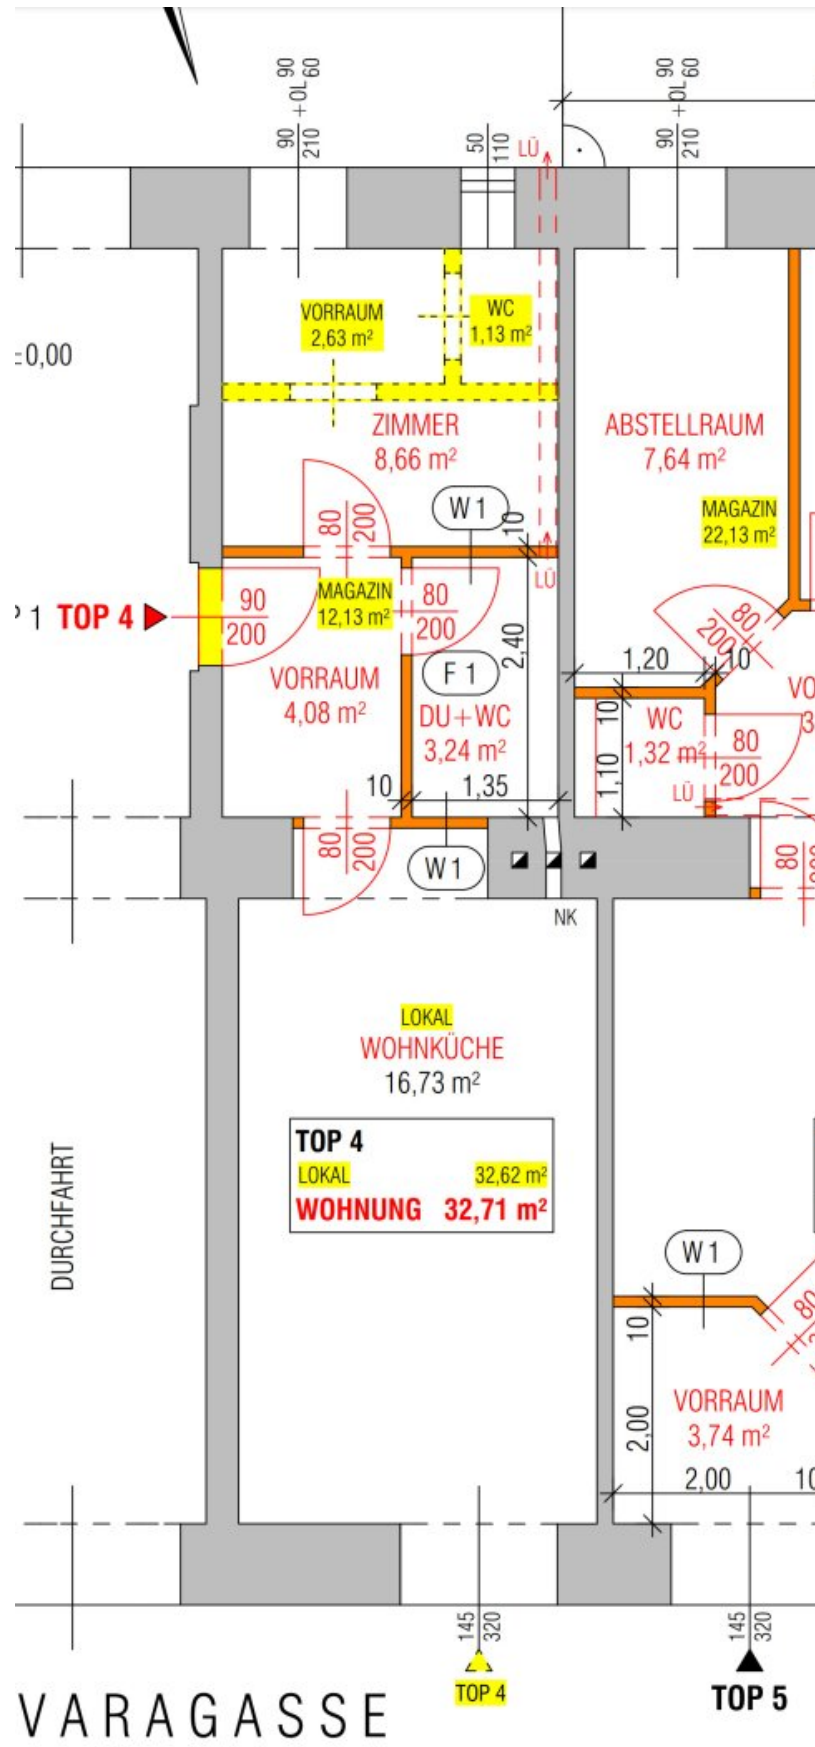 90
210
+OL
90
60
50
110
LÜ
90
210
+OL
90
60
VORRAUM
2,63 m²
WC
1,13 m²
0,00
ZIMMER
8,66 m²
ABSTELLRAUM
7,64 m²
W 1
10
80
200
MAGAZIN
22,13 m²
LÜ
1 TOP 4
90
200
MAGAZIN
12,13 m²
80
200
2,40
80
200
1,20
10
F 1
VORRAUM
4,08 m²
DU+WC
3,24 m²
WC
1,32 m²
VO
3
10
1,10
80
200
LÜ
10
1,35
80
200
W 1
80
NK
LOKAL
WOHNKÜCHE
16,73 m²
TOP 4
LOKAL 32,62 m²
WOHNUNG 32,71 m²
DURCHFAHRT
W 1
10
80
VORRAUM
3,74 m²
2,00
2,00
10
145
320
145
320
TOP 4
TOP 5
VARAGASSE